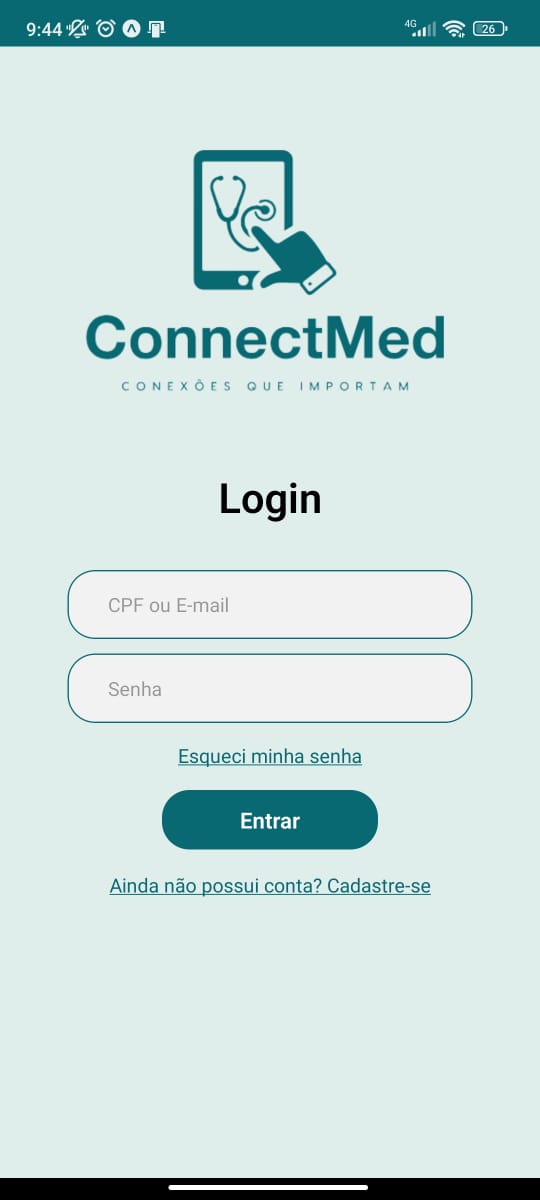 9:44
4G
26
ConnectMed
CONEXÕES QUE IMPORTAM
Login
CPF ou E-mail
Senha
Esqueci minha senha
Entrar
Ainda não possui conta? Cadastre-se